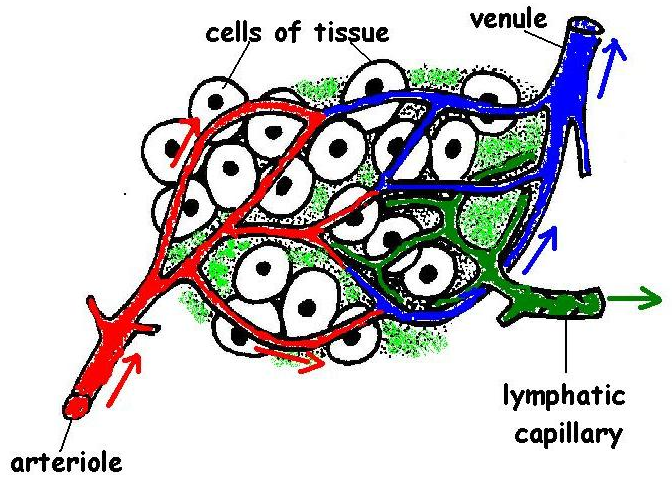 cells of tissue
venule
lymphatic
capillary
arteriole